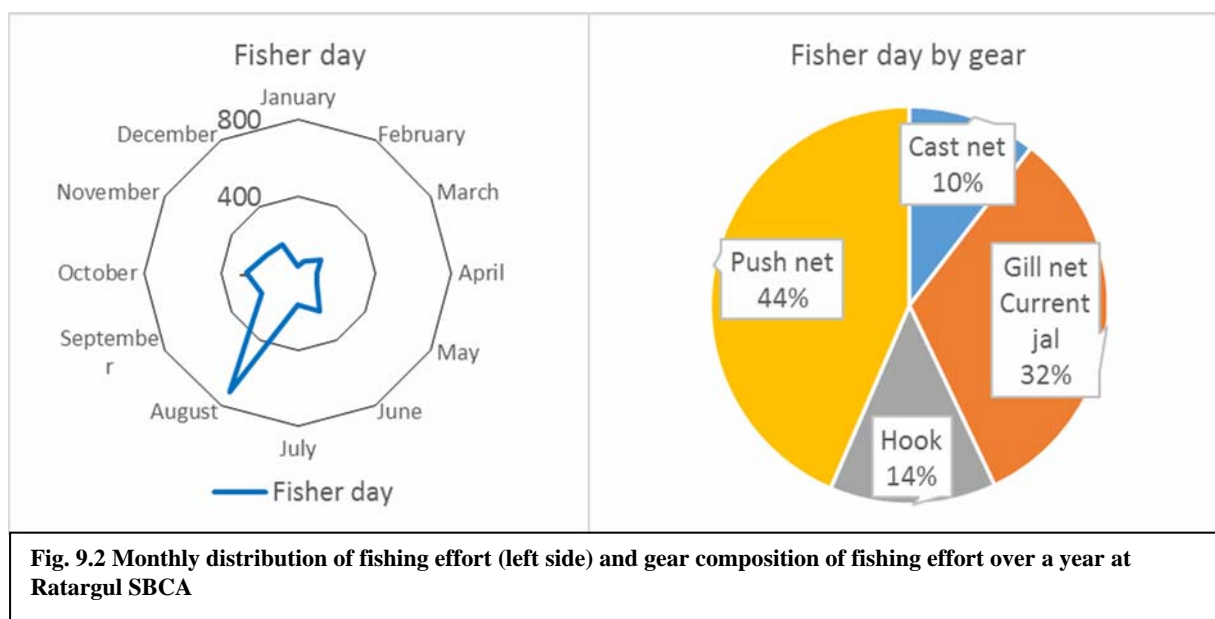 Fisher day
January
800
December
February
November
400
March
October
-
April
Septembe
r
May
August
June
July
Fisher day
Fisher day by gear
Cast net
10%
Push net
44%
Gill net
Current
jal
32%
Hook
14%
Fig. 9.2 Monthly distribution of fishing effort (left side) and gear composition of fishing effort over a year at
Ratargul SBCA